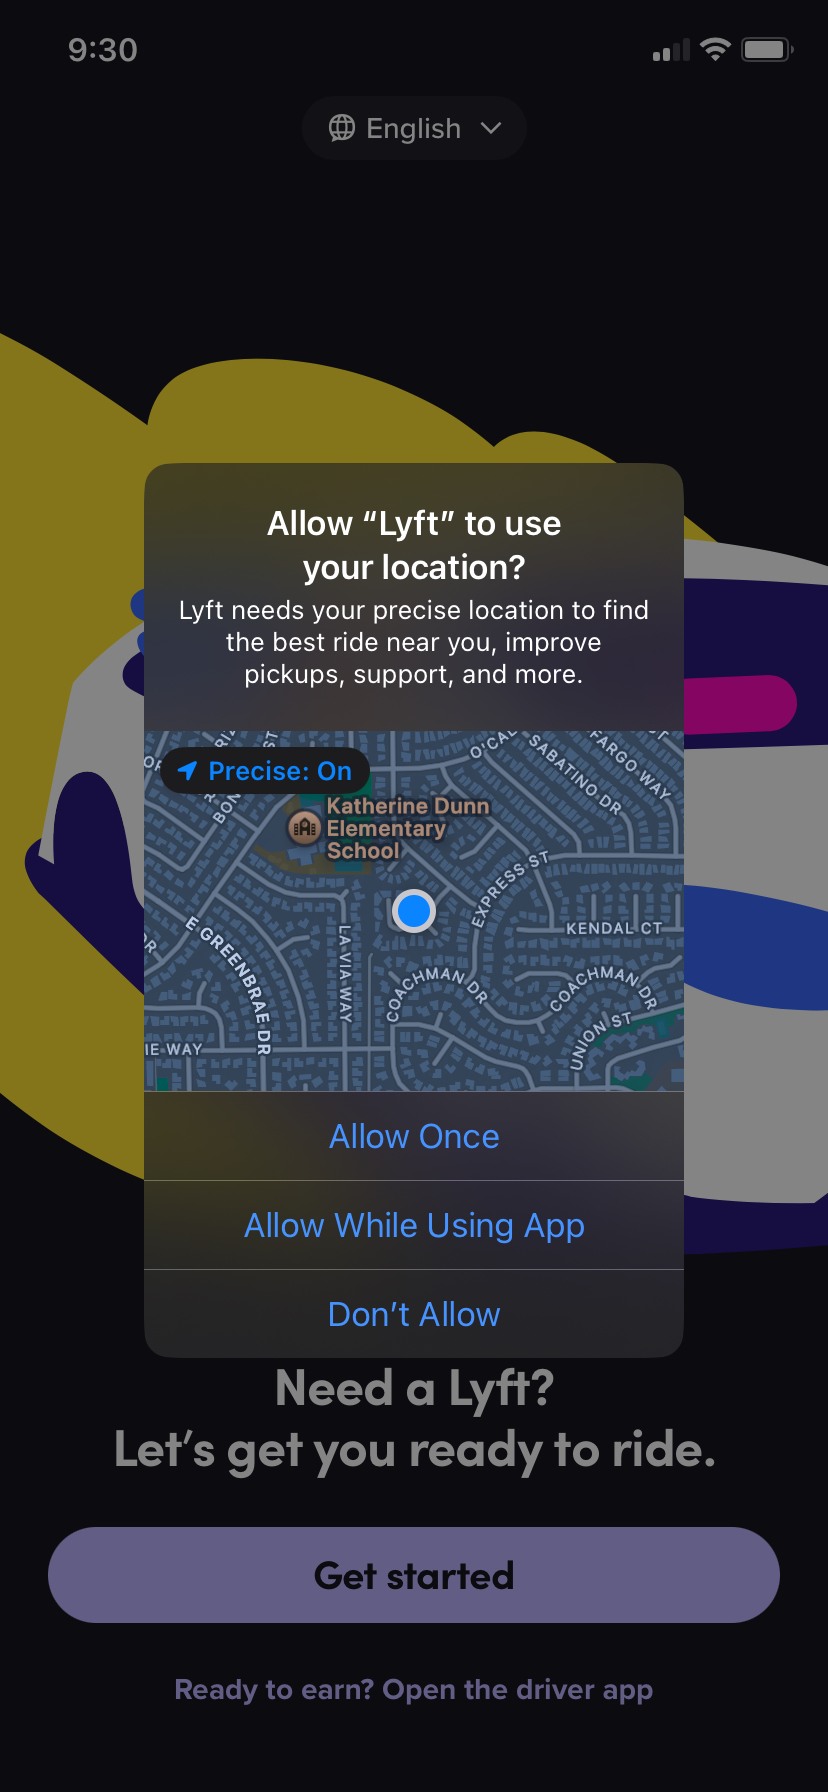 9:30
English
Allow “Lyft” to use
your location?
Lyft needs your precise location to find
the best ride near you, improve
pickups, support, and more.
Precise: On
O'CAL
SABATINO DR
FARGO WAY
Katherine Dunn
Elementary
School
EXPRESS ST
KENDAL CT
E GREENBRAE DR
LA VIA WAY
COACHMAN DR
COACHMAN DR
UNION ST
IE WAY
DR
Allow Once
Allow While Using App
Don’t Allow
Need a Lyft?
Let’s get you ready to ride.
Get started
Ready to earn? Open the driver app